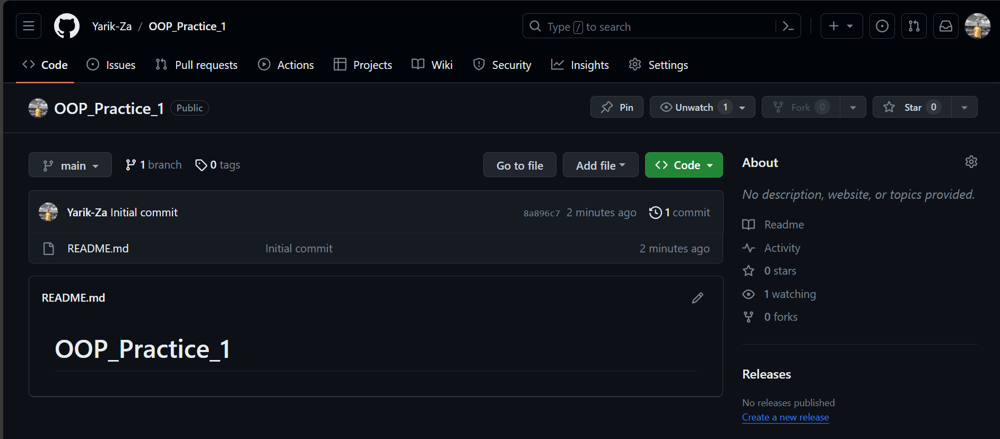 Yarik-Za / OOP_Practice_1
Type / to search
Code Issues Pull requests Actions Projects Wiki Security Insights Settings
OOP_Practice_1 Public
Pin Unwatch 1 Fork 0 Star 0
main 1 branch 0 tags Go to file Add file Code
Yarik-Za Initial commit 8a896c7 2 minutes ago 1 commit
README.md Initial commit 2 minutes ago
README.md
OOP_Practice_1
About
No description, website, or topics provided.
Readme
Activity
0 stars
1 watching
0 forks
Releases
No releases published
Create a new release